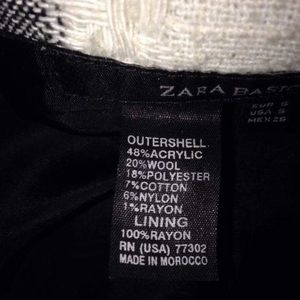 ZARA BASIC
EUR S
USA S
MEX 26
OUTERSHELL.
48%ACRYLIC
20%WOOL
18%POLYESTER
7%COTTON
6%NYLON
1%RAYON
LINING
100%RAYON
RN (USA) 77302
MADE IN MOROCCO